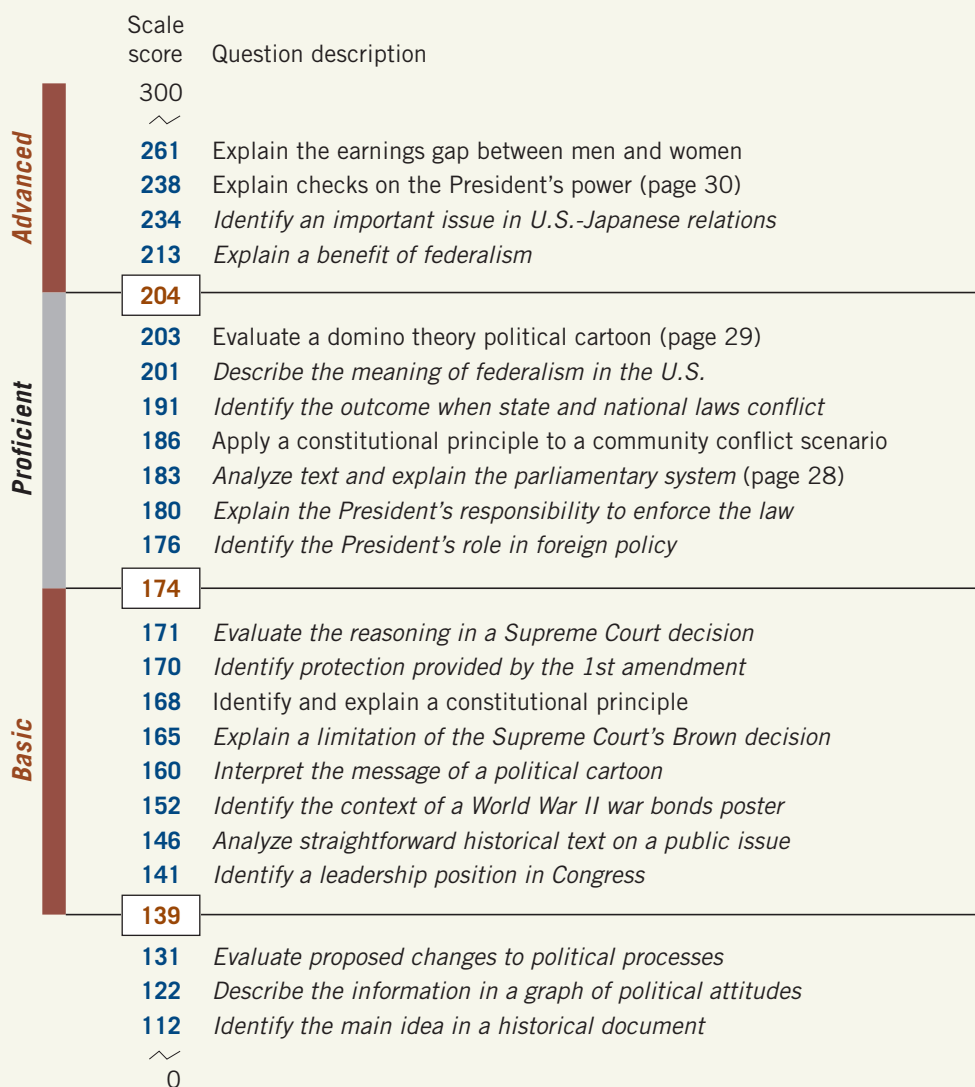 Scale
score Question description
300
261 Explain the earnings gap between men and women
238 Explain checks on the President’s power (page 30)
234 Identify an important issue in U.S.-Japanese relations
213 Explain a benefit of federalism
Advanced
204
203 Evaluate a domino theory political cartoon (page 29)
201 Describe the meaning of federalism in the U.S.
191 Identify the outcome when state and national laws conflict
186 Apply a constitutional principle to a community conflict scenario
183 Analyze text and explain the parliamentary system (page 28)
180 Explain the President’s responsibility to enforce the law
176 Identify the President’s role in foreign policy
Proficient
174
171 Evaluate the reasoning in a Supreme Court decision
170 Identify protection provided by the 1st amendment
168 Identify and explain a constitutional principle
165 Explain a limitation of the Supreme Court’s Brown decision
160 Interpret the message of a political cartoon
152 Identify the context of a World War II war bonds poster
146 Analyze straightforward historical text on a public issue
141 Identify a leadership position in Congress
Basic
139
131 Evaluate proposed changes to political processes
122 Describe the information in a graph of political attitudes
112 Identify the main idea in a historical document
0